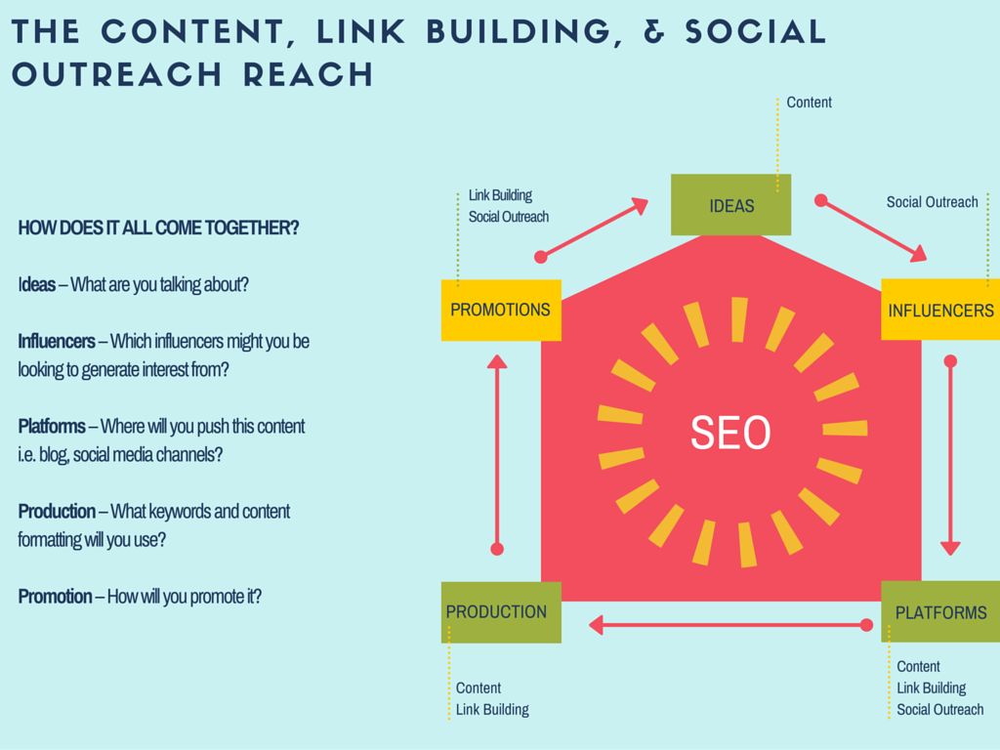 THE CONTENT, LINK BUILDING, & SOCIAL
OUTREACH REACH
HOW DOES IT ALL COME TOGETHER?
Ideas – What are you talking about?
Influencers – Which influencers might you be
looking to generate interest from?
Platforms – Where will you push this content
i.e. blog, social media channels?
Production – What keywords and content
formatting will you use?
Promotion – How will you promote it?
Content
IDEAS
Link Building
Social Outreach
PROMOTIONS
Social Outreach
INFLUENCERS
SEO
PRODUCTION
Content
Link Building
PLATFORMS
Content
Link Building
Social Outreach